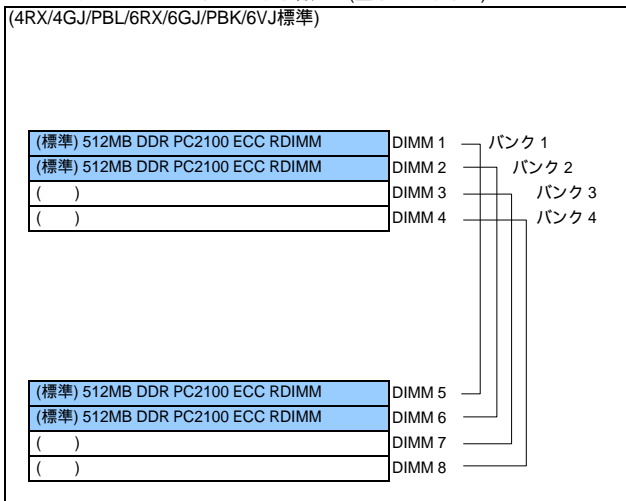 (4RX/4GJ/PBL/6RX/6GJ/PBK/6VJ標準)
(標準) 512MB DDR PC2100 ECC RDIMM DIMM 1 バンク 1
(標準) 512MB DDR PC2100 ECC RDIMM DIMM 2 バンク 2
(　　) DIMM 3 バンク 3
(　　) DIMM 4 バンク 4
(標準) 512MB DDR PC2100 ECC RDIMM DIMM 5
(標準) 512MB DDR PC2100 ECC RDIMM DIMM 6
(　　) DIMM 7
(　　) DIMM 8